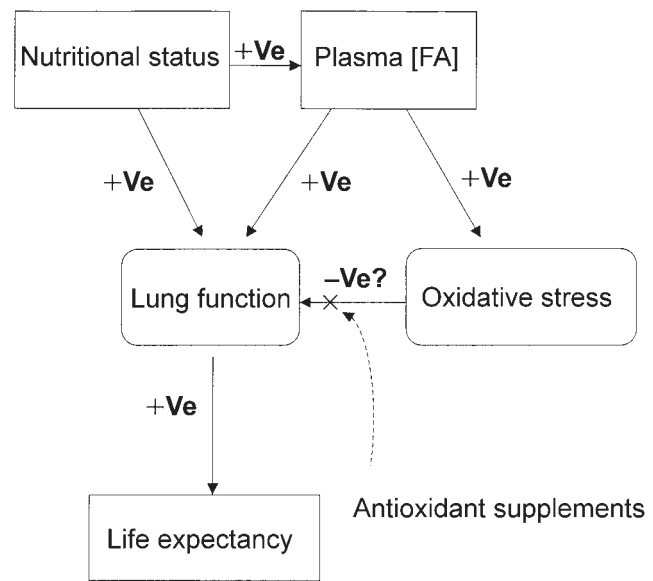 Nutritional status
+Ve
Plasma [FA]
+Ve
+Ve
+Ve
Lung function
–Ve?
Oxidative stress
+Ve
Antioxidant supplements
Life expectancy